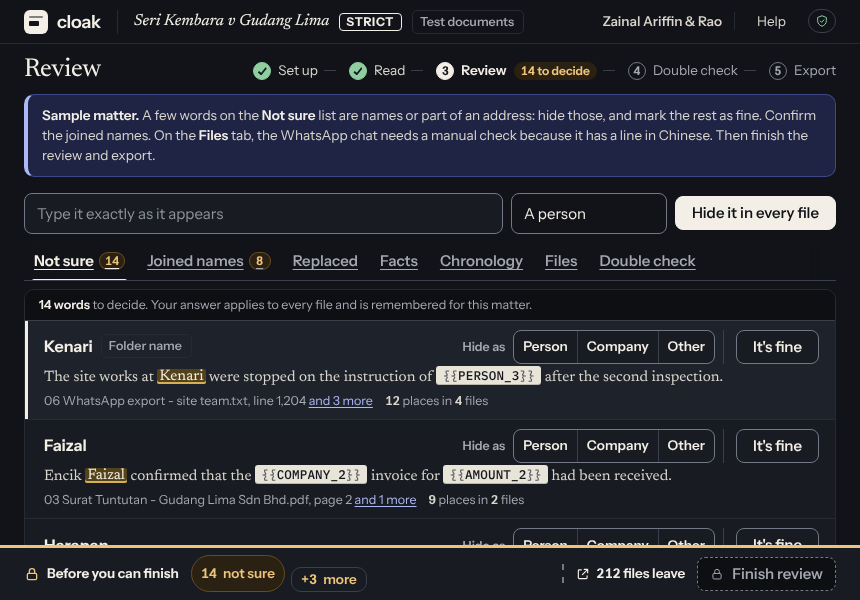 cloak Seri Kembara v Gudang Lima STRICT Test documents Zainal Ariffin & Rao Help
Review Set up Read 3 Review 14 to decide 4 Double check 5 Export
Sample matter. A few words on the Not sure list are names or part of an address: hide those, and mark the rest as fine. Confirm
the joined names. On the Files tab, the WhatsApp chat needs a manual check because it has a line in Chinese. Then finish the
review and export.
Type it exactly as it appears A person Hide it in every file
Not sure 14 Joined names 8 Replaced Facts Chronology Files Double check
14 words to decide. Your answer applies to every file and is remembered for this matter.
Kenari Folder name Hide as Person Company Other It's fine
The site works at Kenari were stopped on the instruction of {{PERSON_3}} after the second inspection.
06 WhatsApp export - site team.txt, line 1,204 and 3 more 12 places in 4 files
Faizal Hide as Person Company Other It's fine
Encik Faizal confirmed that the {{COMPANY_2}} invoice for {{AMOUNT_2}} had been received.
03 Surat Tuntutan - Gudang Lima Sdn Bhd.pdf, page 2 and 1 more 9 places in 2 files
Hide as Person Company Other It's fine
Before you can finish 14 not sure +3 more 212 files leave Finish review